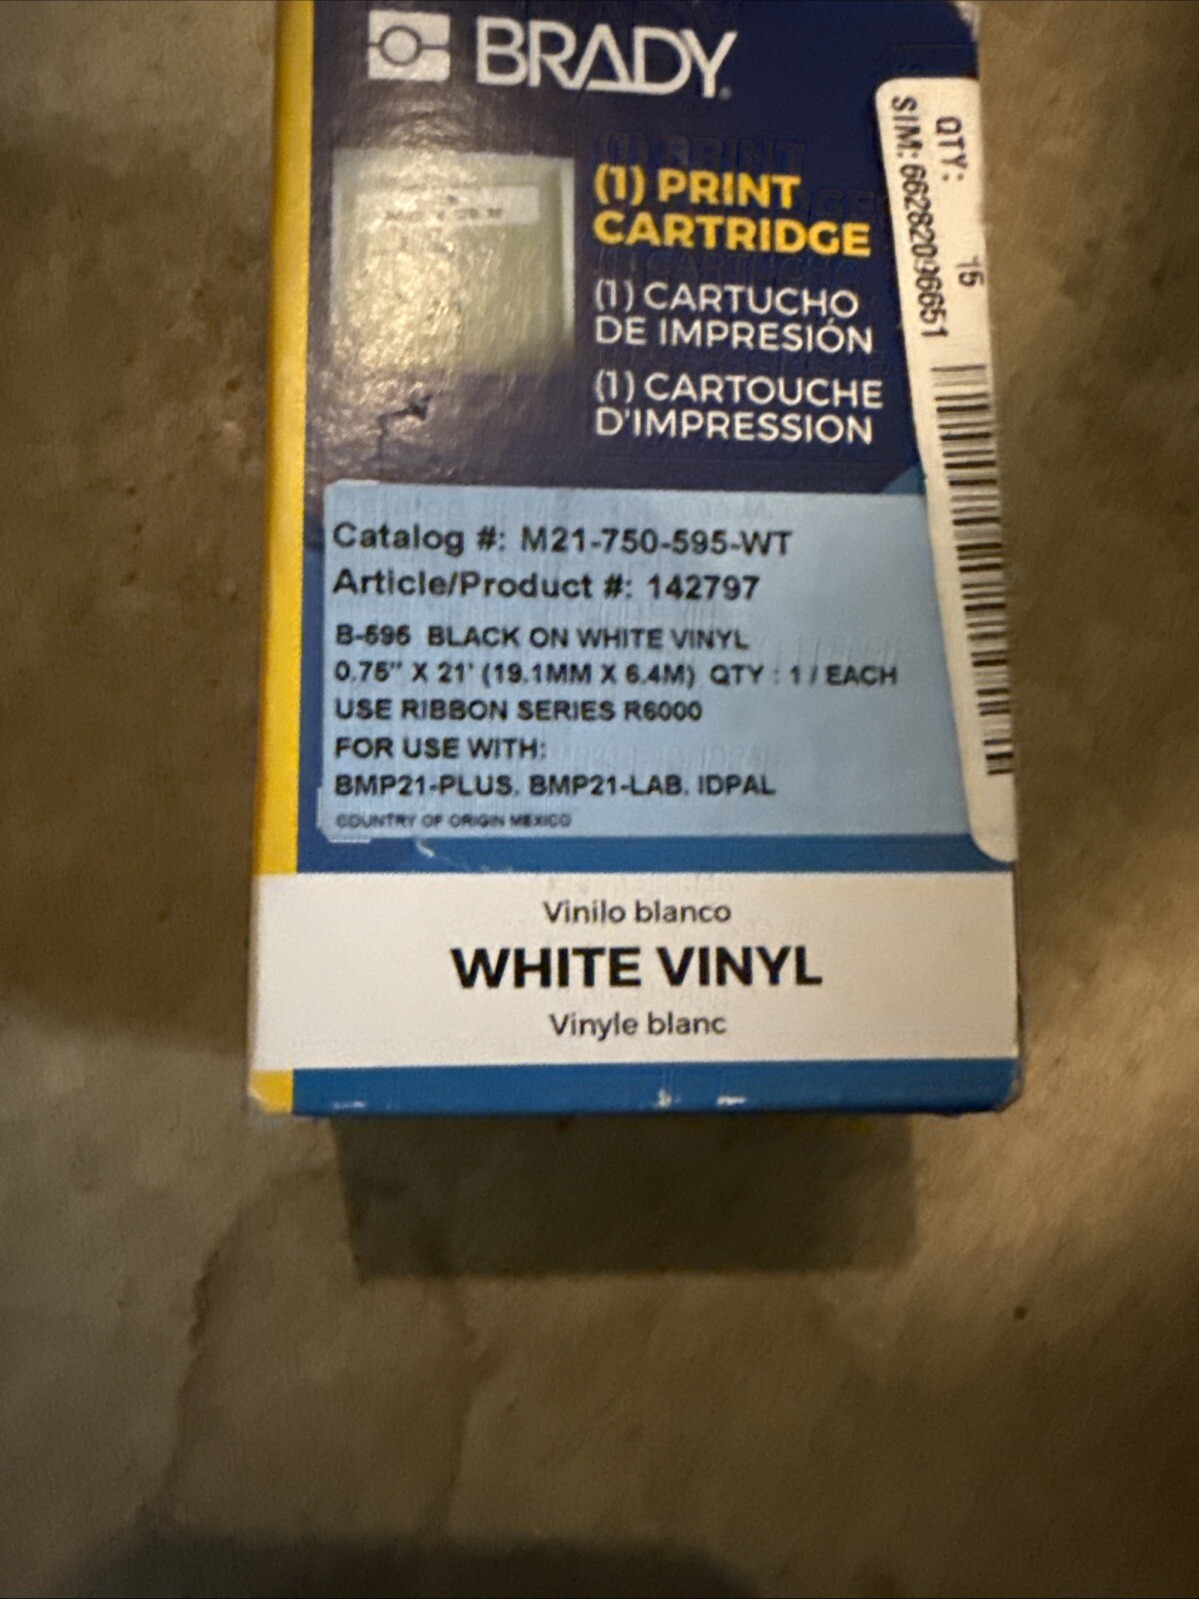 BRADY
(1) PRINT
CARTRIDGE
(1) CARTUCHO
DE IMPRESIÓN
(1) CARTOUCHE
D'IMPRESSION
QTY: 15
SIM: 66282096651
Catalog #: M21-750-595-WT
Article/Product #: 142797
B-595 BLACK ON WHITE VINYL
0.75" X 21' (19.1MM X 6.4M) QTY : 1 / EACH
USE RIBBON SERIES R6000
FOR USE WITH:
BMP21-PLUS, BMP21-LAB, IDPAL
COUNTRY OF ORIGIN MEXICO
Vinilo blanco
WHITE VINYL
Vinyle blanc